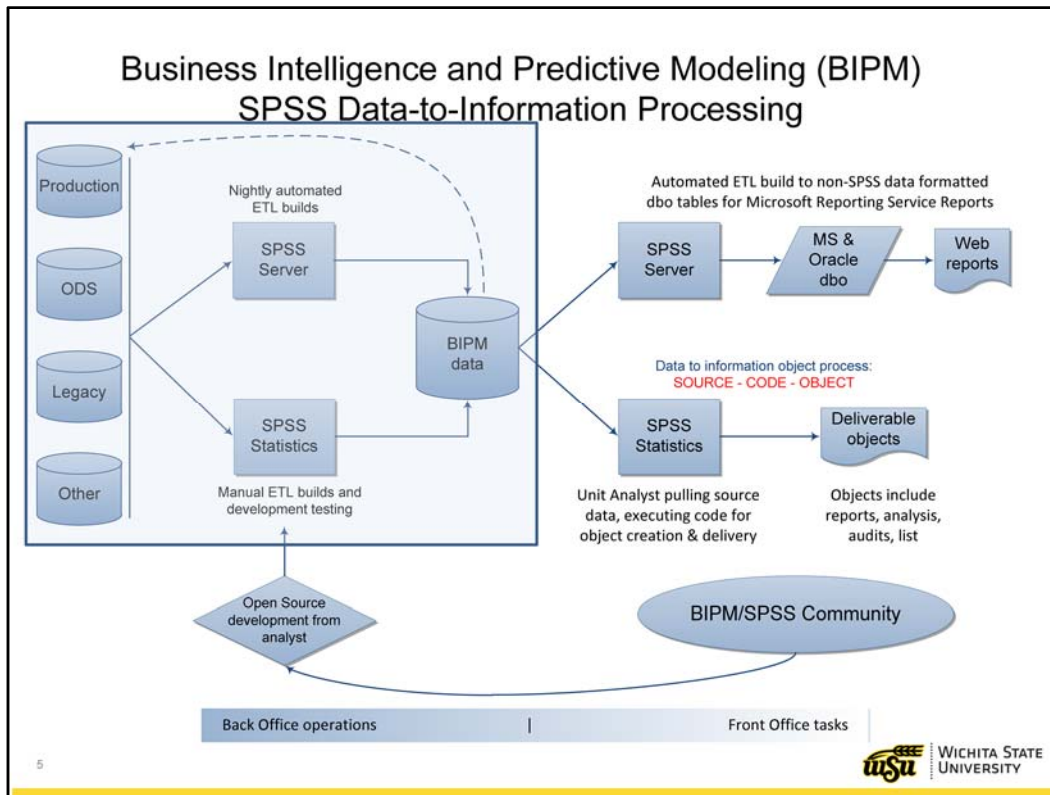 Business Intelligence and Predictive Modeling (BIPM)
SPSS Data-to-Information Processing
Production
ODS
Legacy
Other
Nightly automated
ETL builds
SPSS
Server
SPSS
Statistics
Manual ETL builds and
development testing
BIPM
data
Automated ETL build to non-SPSS data formatted
dbo tables for Microsoft Reporting Service Reports
SPSS
Server
MS &
Oracle
dbo
Web
reports
Data to information object process:
SOURCE - CODE - OBJECT
SPSS
Statistics
Deliverable
objects
Unit Analyst pulling source
data, executing code for
object creation & delivery
Objects include
reports, analysis,
audits, list
Open Source
development from
analyst
BIPM/SPSS Community
Back Office operations | Front Office tasks
5
WSU
WICHITA STATE
UNIVERSITY